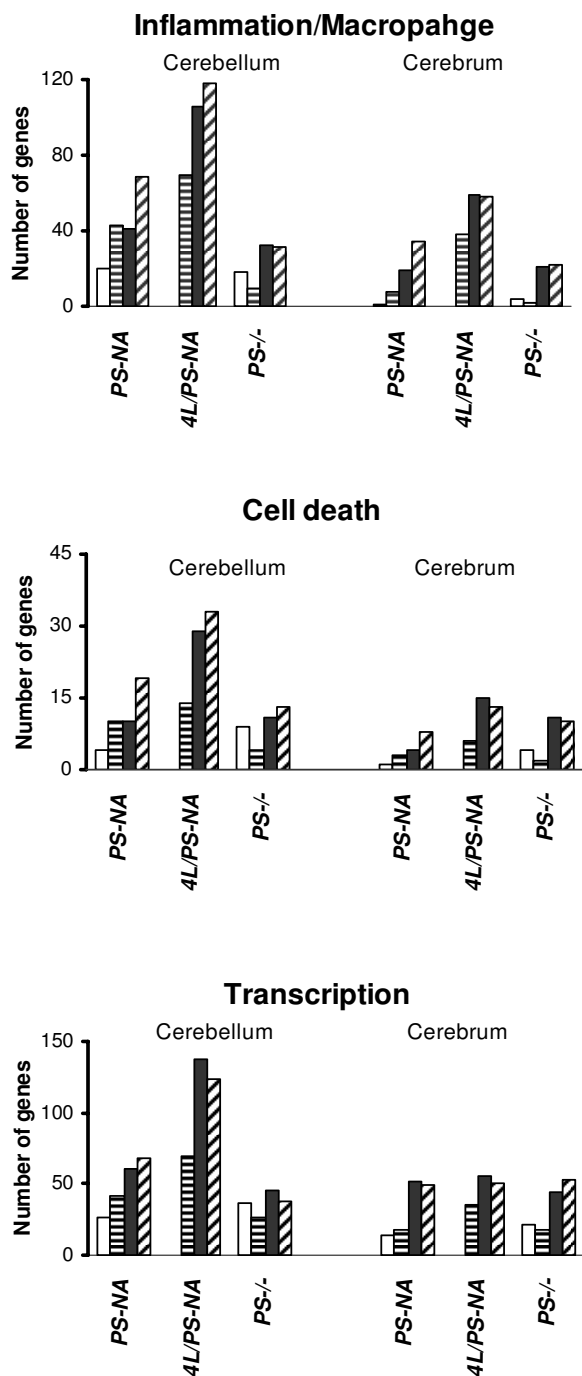 Inflammation/Macropahge
Cerebellum Cerebrum
Number of genes
120
80
40
0
PS-NA 4L/PS-NA PS-/- PS-NA 4L/PS-NA PS-/-
Cell death
Cerebellum Cerebrum
Number of genes
45
30
15
0
PS-NA 4L/PS-NA PS-/- PS-NA 4L/PS-NA PS-/-
Transcription
Cerebellum Cerebrum
Number of genes
150
100
50
0
PS-NA 4L/PS-NA PS-/- PS-NA 4L/PS-NA PS-/-